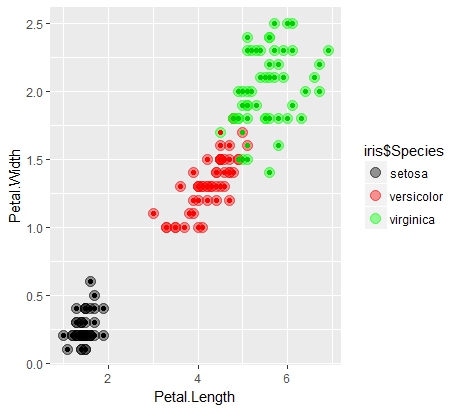 2.5
2.0
1.5
1.0
0.5
0.0
Petal.Width
2
4
6
Petal.Length
iris$Species
setosa
versicolor
virginica